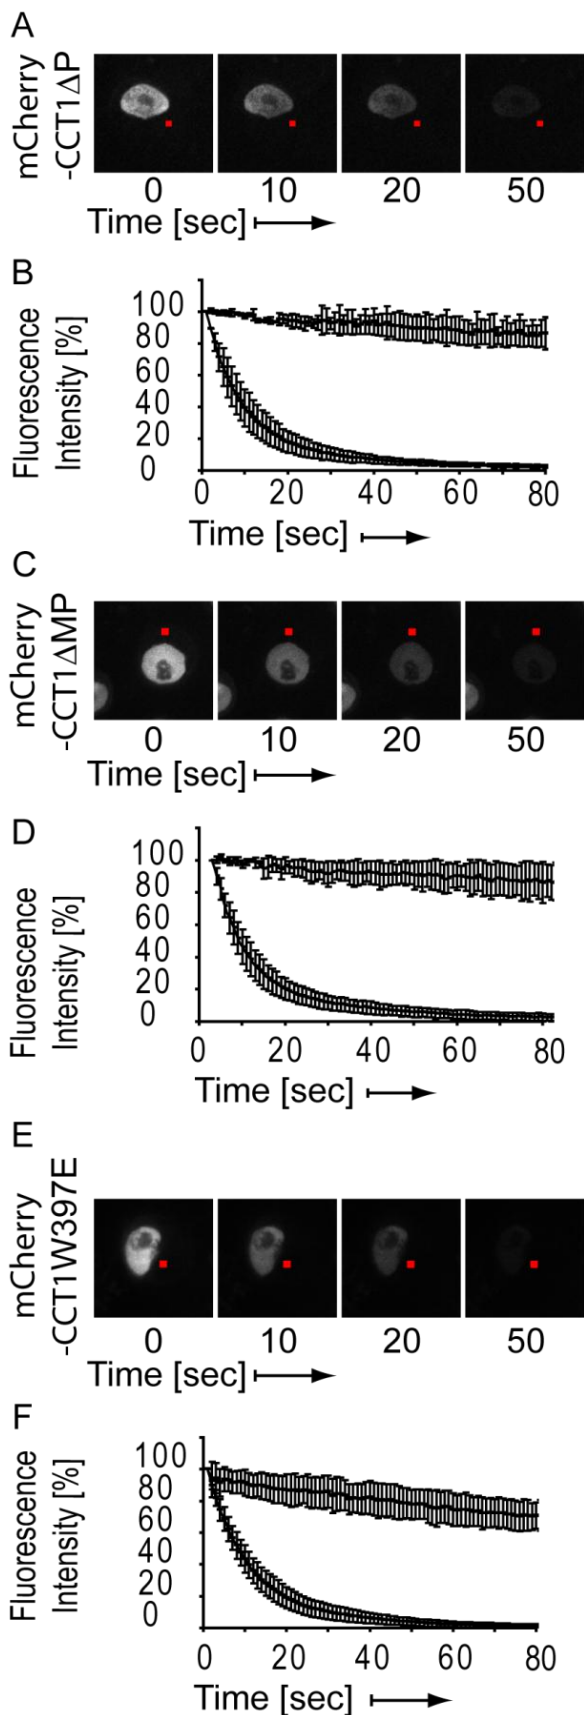 A
mCherry
-CCT1ΔP
0 10 20 50
Time [sec]
B
Fluorescence
Intensity [%]
100
80
60
40
20
0
0 20 40 60 80
Time [sec]
C
mCherry
-CCT1ΔMP
0 10 20 50
Time [sec]
D
Fluorescence
Intensity [%]
100
80
60
40
20
0
0 20 40 60 80
Time [sec]
E
mCherry
-CCT1W397E
0 10 20 50
Time [sec]
F
Fluorescence
Intensity [%]
100
80
60
40
20
0
0 20 40 60 80
Time [sec]